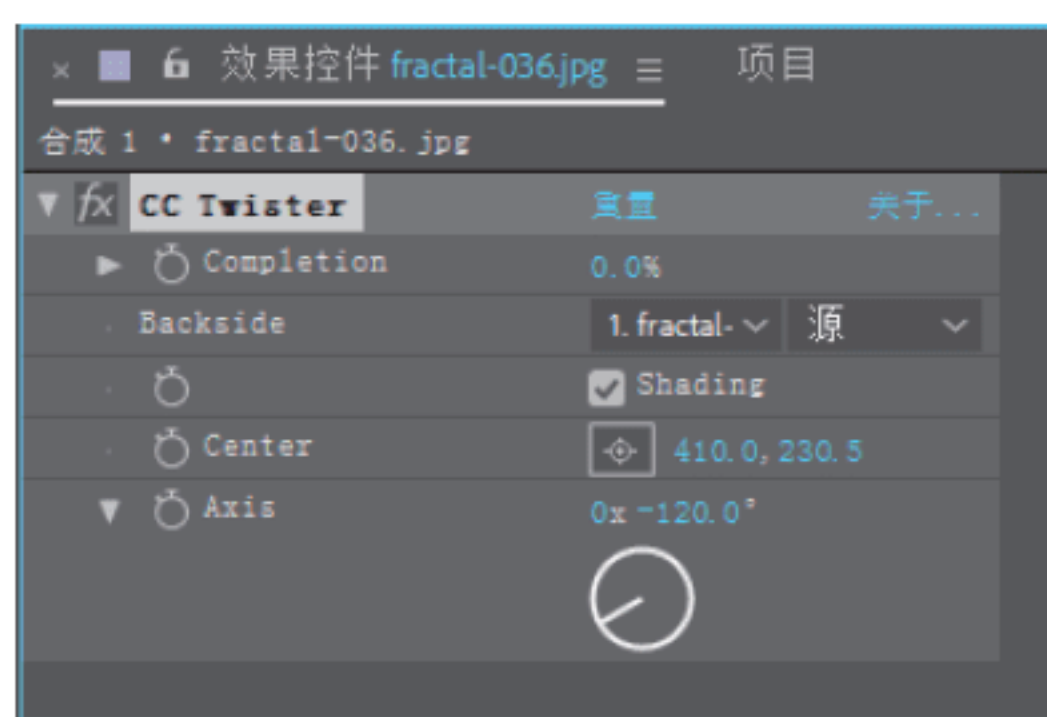 效果控件 fractal-036.jpg 项目
合成 1 • fractal-036.jpg
fx CC Twister 重置 关于...
Completion 0.0%
Backside 1. fractal- 源
Shading
Center 410.0, 230.5
Axis 0x -120.0°